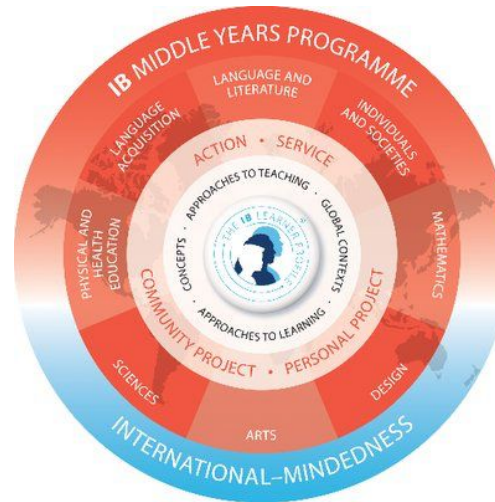 IB MIDDLE YEARS PROGRAMME
LANGUAGE AND
LITERATURE
INDIVIDUALS
AND SOCIETIES
MATHEMATICS
DESIGN
ARTS
SCIENCES
PHYSICAL AND
HEALTH
EDUCATION
LANGUAGE
ACQUISITION
ACTION • SERVICE
PERSONAL PROJECT
COMMUNITY PROJECT •
APPROACHES TO TEACHING •
GLOBAL CONTEXTS
• APPROACHES TO LEARNING •
CONCEPTS •
THE IB LEARNER PROFILE
INTERNATIONAL–MINDEDNESS